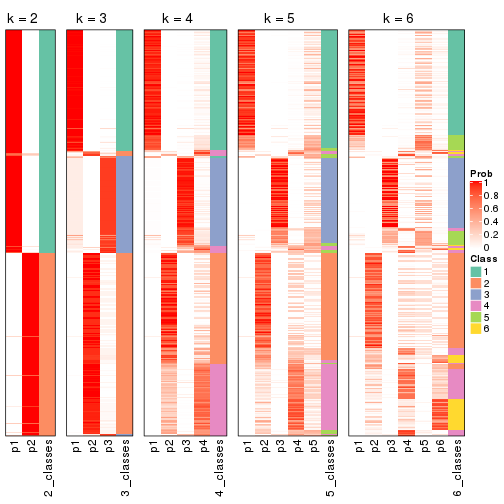 k = 2
k = 3
k = 4
k = 5
k = 6
Prob
1
0.8
0.6
0.4
0.2
0
Class
1
2
3
4
5
6
p1
p2
2_classes
p1
p2
p3
3_classes
p1
p2
p3
p4
4_classes
p1
p2
p3
p4
p5
5_classes
p1
p2
p3
p4
p5
p6
6_classes